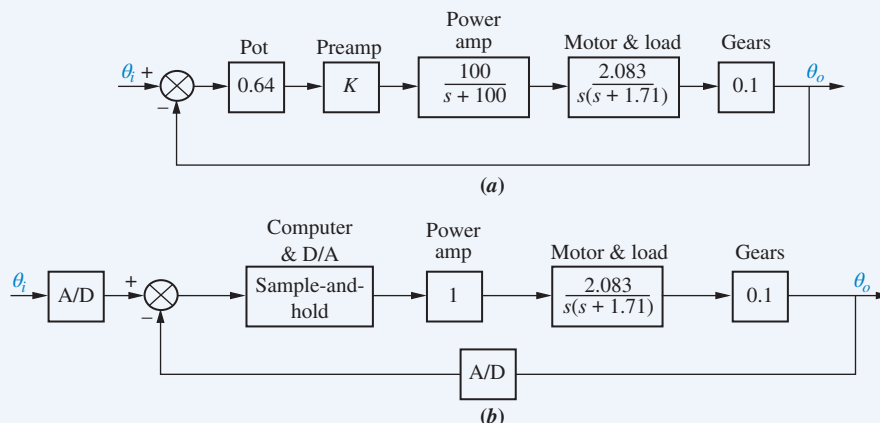 Power
amp
Pot
Preamp
Motor & load
Gears
θi
+
−
0.64
K
100
s + 100
2.083
s(s + 1.71)
0.1
θo
(a)
Computer
& D/A
Power
amp
Motor & load
Gears
θi
A/D
+
−
Sample-and-
hold
1
2.083
s(s + 1.71)
0.1
θo
A/D
(b)